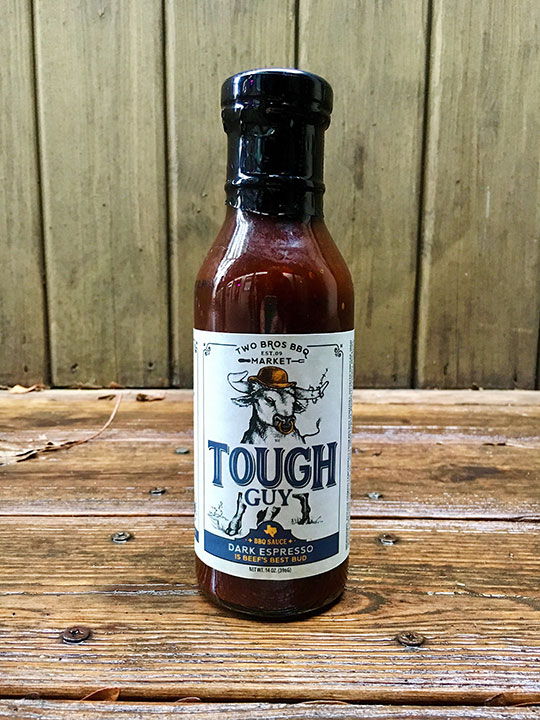 TWO BROS BBQ
EST. 09
MARKET
TOUGH
GUY
BBQ SAUCE
DARK ESPRESSO
IS BEEF'S BEST BUD
NET WT. 14 OZ. (396G)